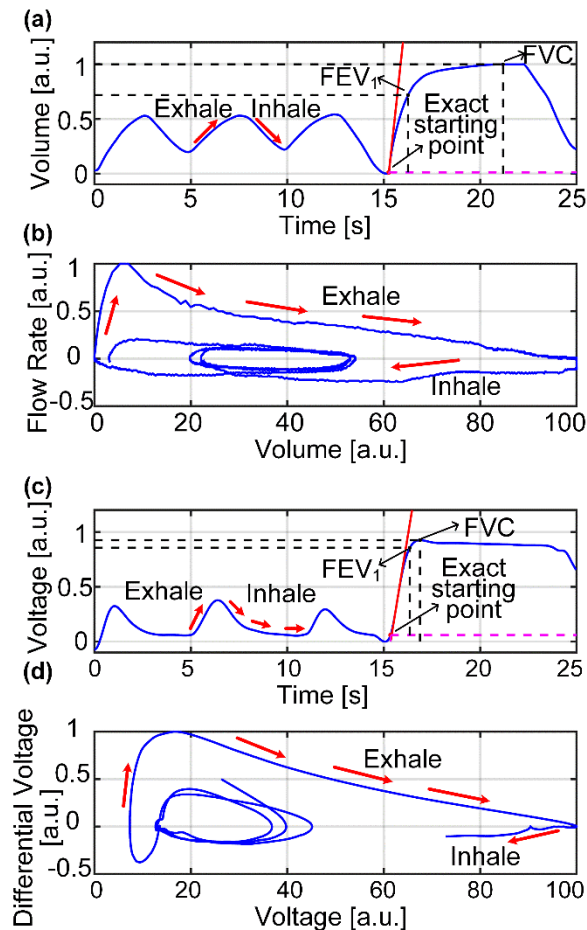 (a)
Volume [a.u.]
1
0.5
0
Exhale
Inhale
FEV1
FVC
Exact
starting
point
0
5
10
15
20
25
Time [s]
(b)
Flow Rate [a.u.]
1
0.5
0
-0.5
Exhale
Inhale
0
20
40
60
80
100
Volume [a.u.]
(c)
Voltage [a.u.]
1
0.5
0
Exhale
Inhale
FEV1
FVC
Exact
starting
point
0
5
10
15
20
25
Time [s]
(d)
Differential Voltage
[a.u.]
1
0.5
0
-0.5
Exhale
Inhale
0
20
40
60
80
100
Voltage [a.u.]